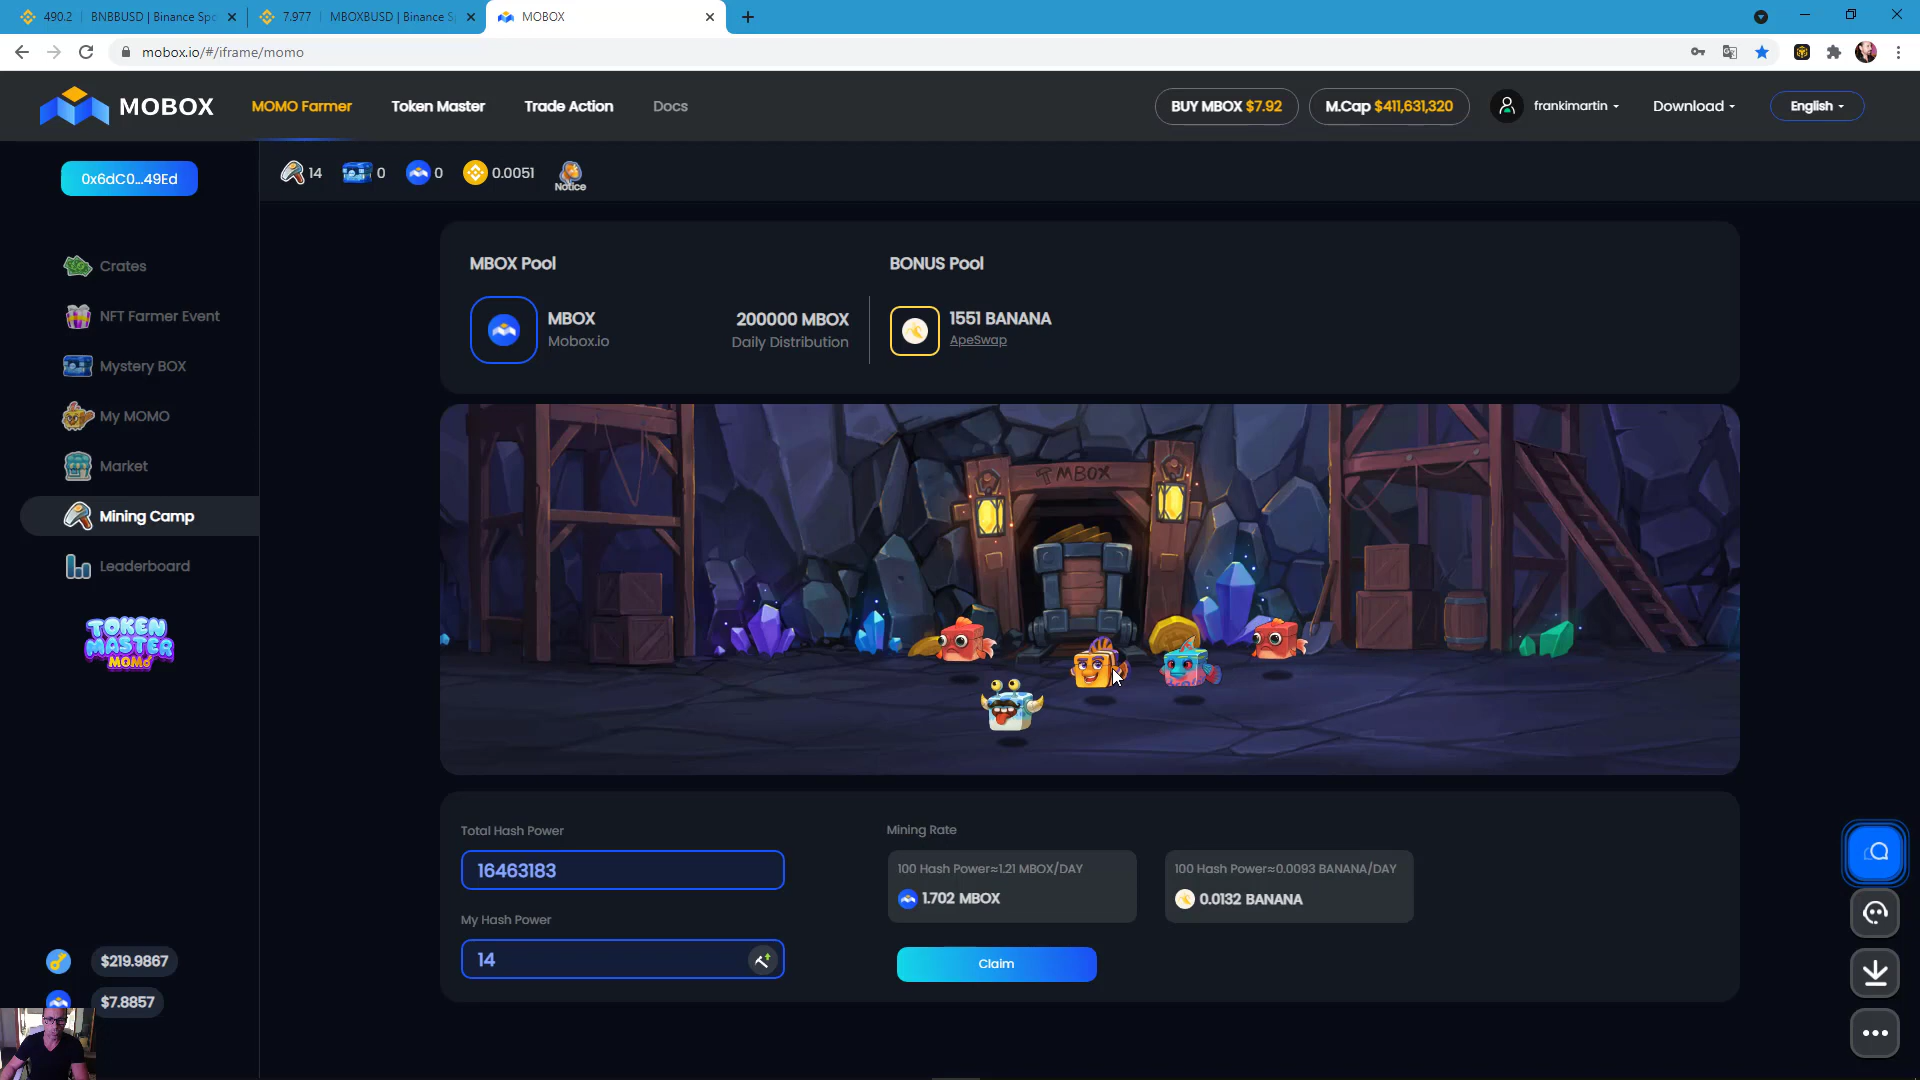 490.2 BNBBUSD | Binance Spo
7.977 MBOXBUSD | Binance S
MOBOX
mobox.io/#/iframe/momo
MOBOX
MOMO Farmer
Token Master
Trade Action
Docs
BUY MBOX $7.92
M.Cap $411,631,320
frankimartin
Download
English
0x6dC0...49Ed
14
0
0
0.0051
Notice
Crates
NFT Farmer Event
Mystery BOX
My MOMO
Market
Mining Camp
Leaderboard
TOKEN
MASTER
MOMO
$219.9867
$7.8857
MBOX Pool
MBOX
Mobox.io
200000 MBOX
Daily Distribution
BONUS Pool
1551 BANANA
ApeSwap
MBOX
Total Hash Power
16463183
My Hash Power
14
Mining Rate
100 Hash Power≈1.21 MBOX/DAY
1.702 MBOX
100 Hash Power≈0.0093 BANANA/DAY
0.0132 BANANA
Claim